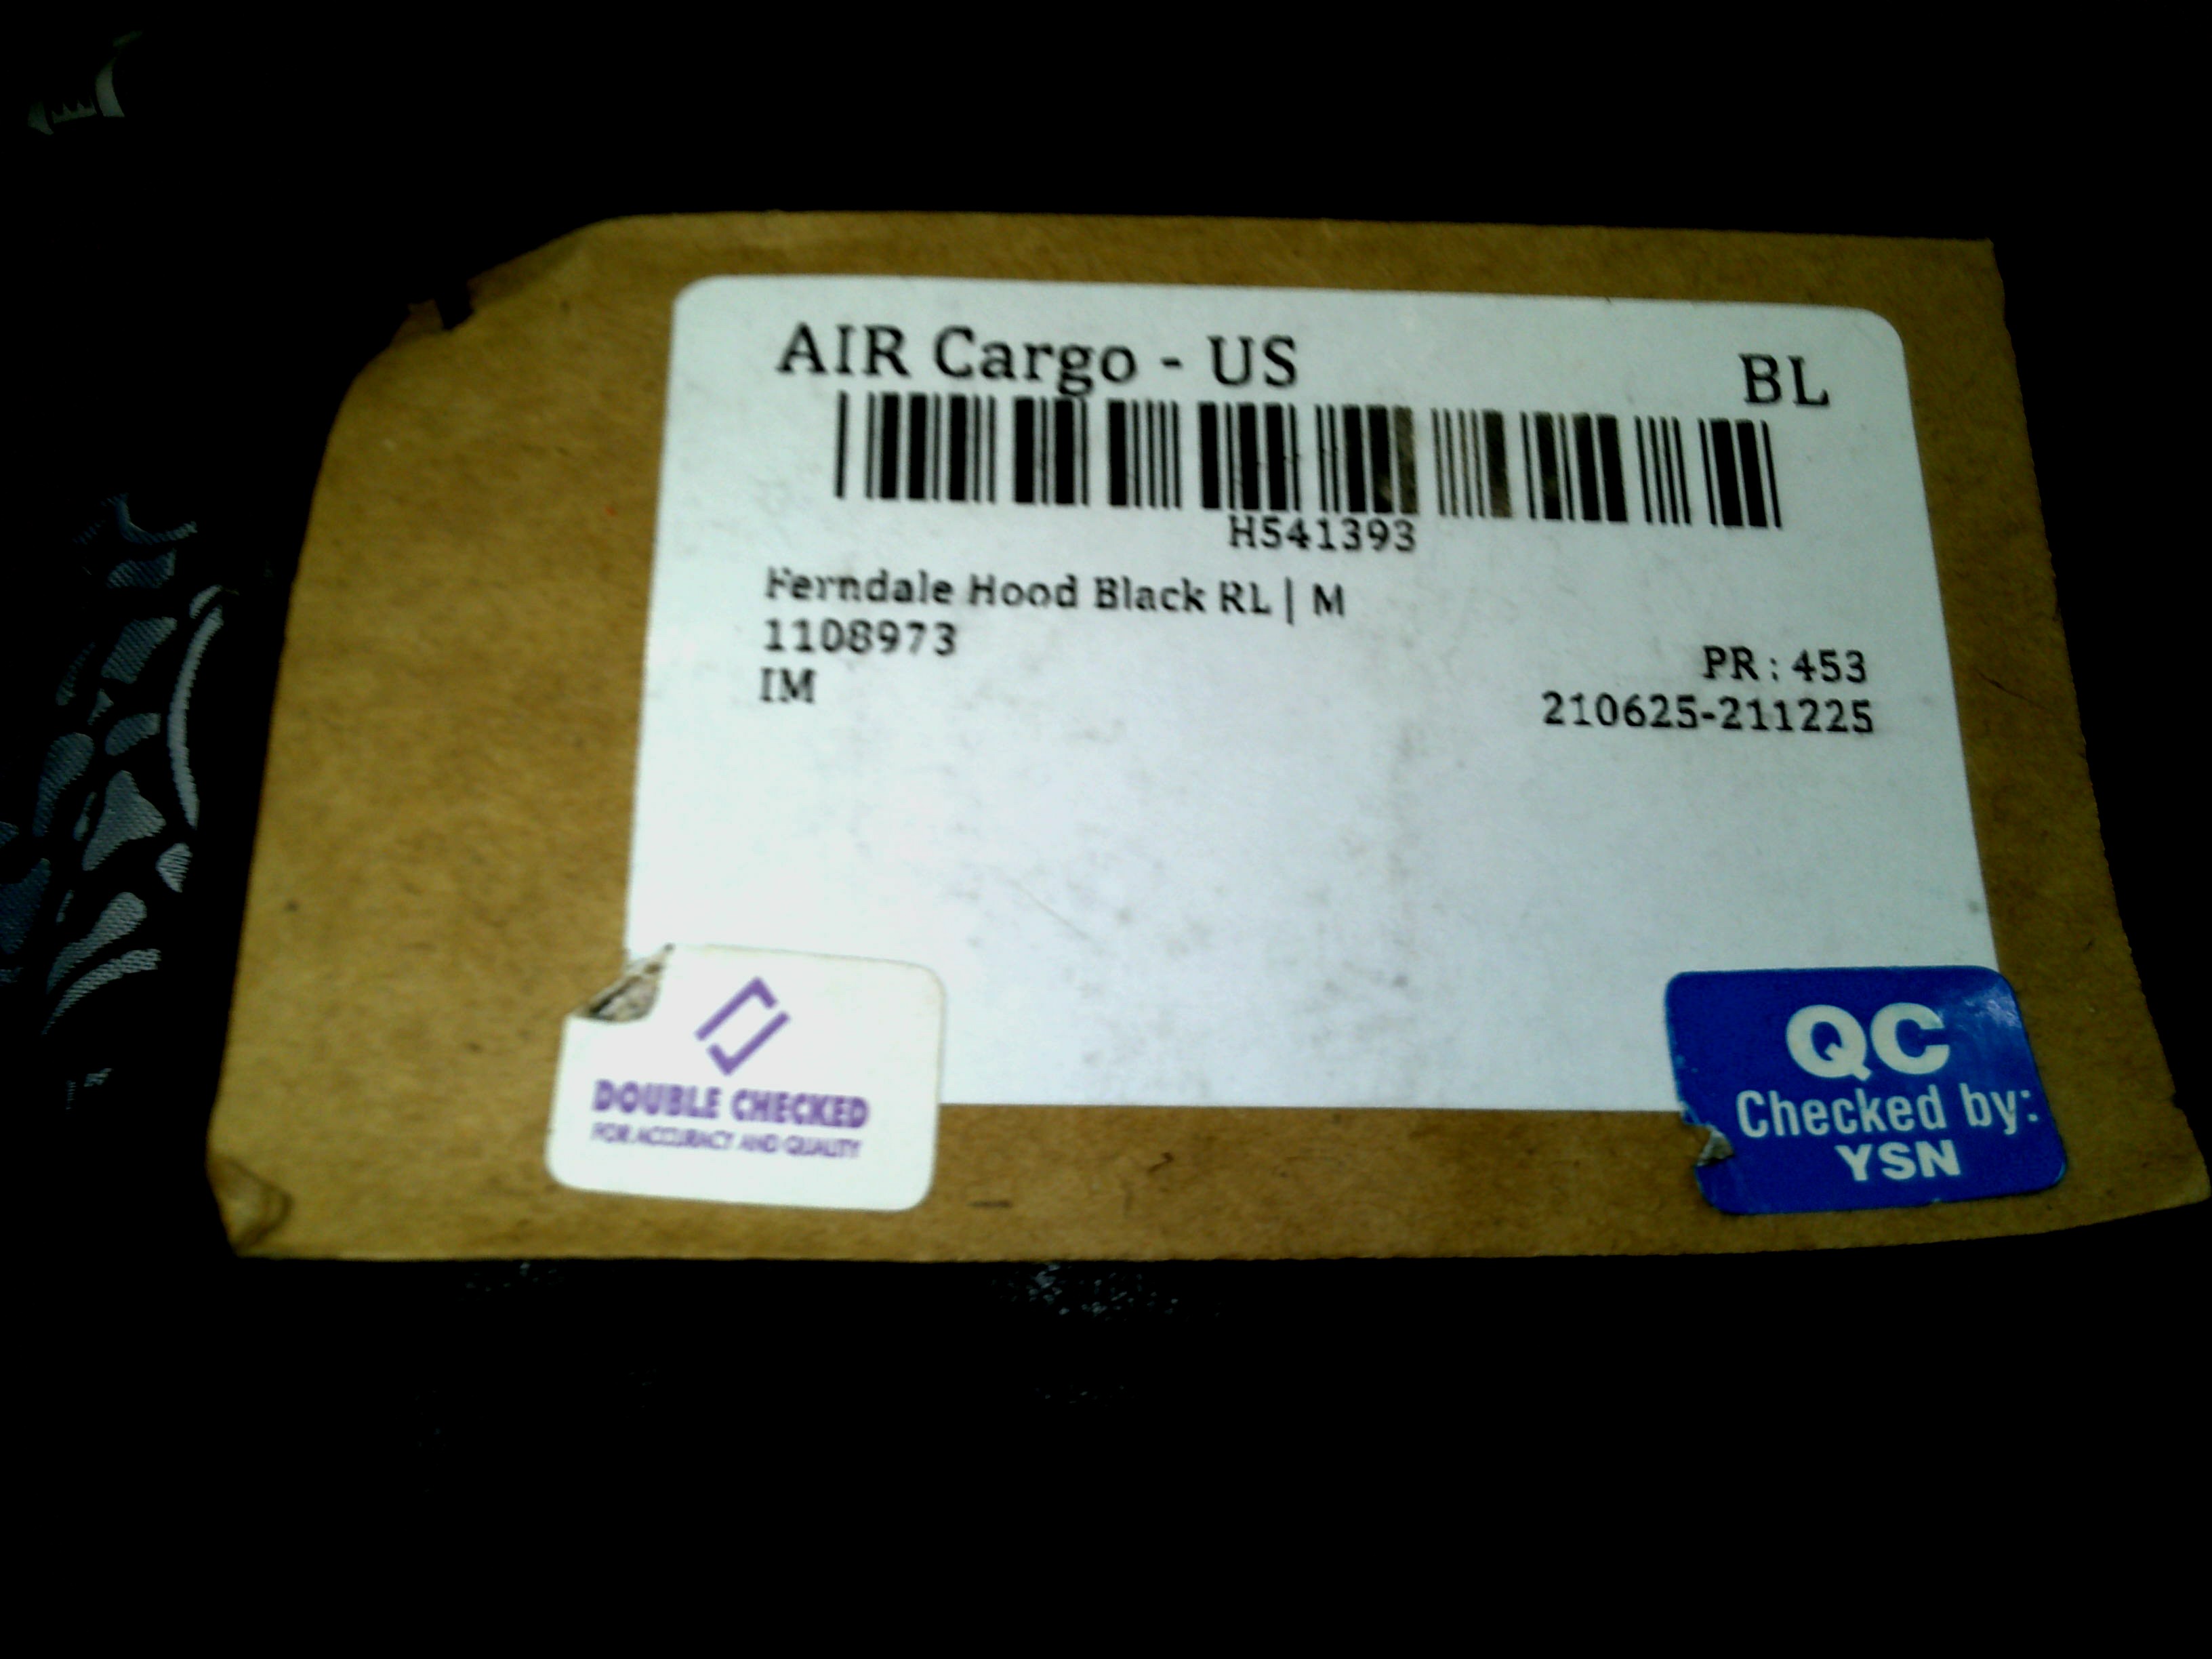 AIR Cargo - US
BL
H541393
Ferndale Hood Black RL | M
1108973
IM
PR : 453
210625-211225
DOUBLE CHECKED
FOR ACCURACY AND QUALITY
QC
Checked by:
YSN